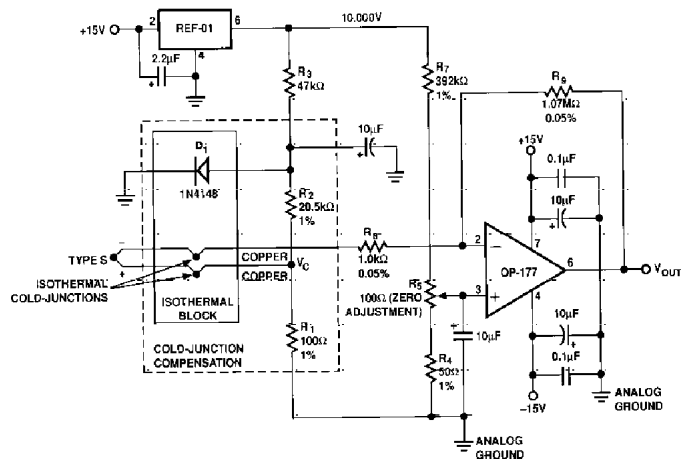 +15V
2
REF-01
6
10.000V
4
2.2µF
+
R3
47kΩ
R7
392kΩ
1%
R9
1.07MΩ
0.05%
10µF
+
D1
1N4148
R2
20.5kΩ
1%
+15V
0.1µF
10µF
+
TYPE S
−
+
COPPER
COPPER
VC
R8
1.0kΩ
0.05%
2
−
7
OP-177
6
VOUT
3
+
4
ISOTHERMAL
COLD-JUNCTIONS
ISOTHERMAL
BLOCK
R5
100Ω (ZERO
ADJUSTMENT)
+
10µF
R1
100Ω
1%
COLD-JUNCTION
COMPENSATION
R4
50Ω
1%
10µF
+
0.1µF
−15V
ANALOG
GROUND
ANALOG
GROUND